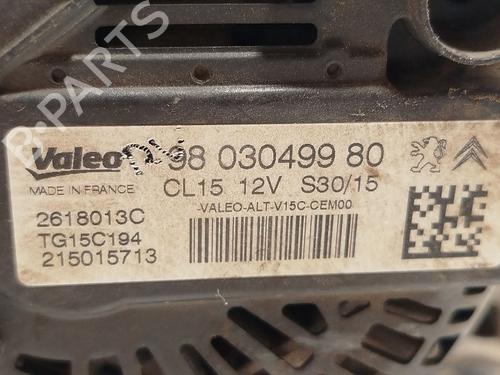 B-PARTS
Valeo 98 030499 80
MADE IN FRANCE CL15 12V S30/15
-VALEO-ALT-V15C-CEM00
2618013C
TG15C194
215015713